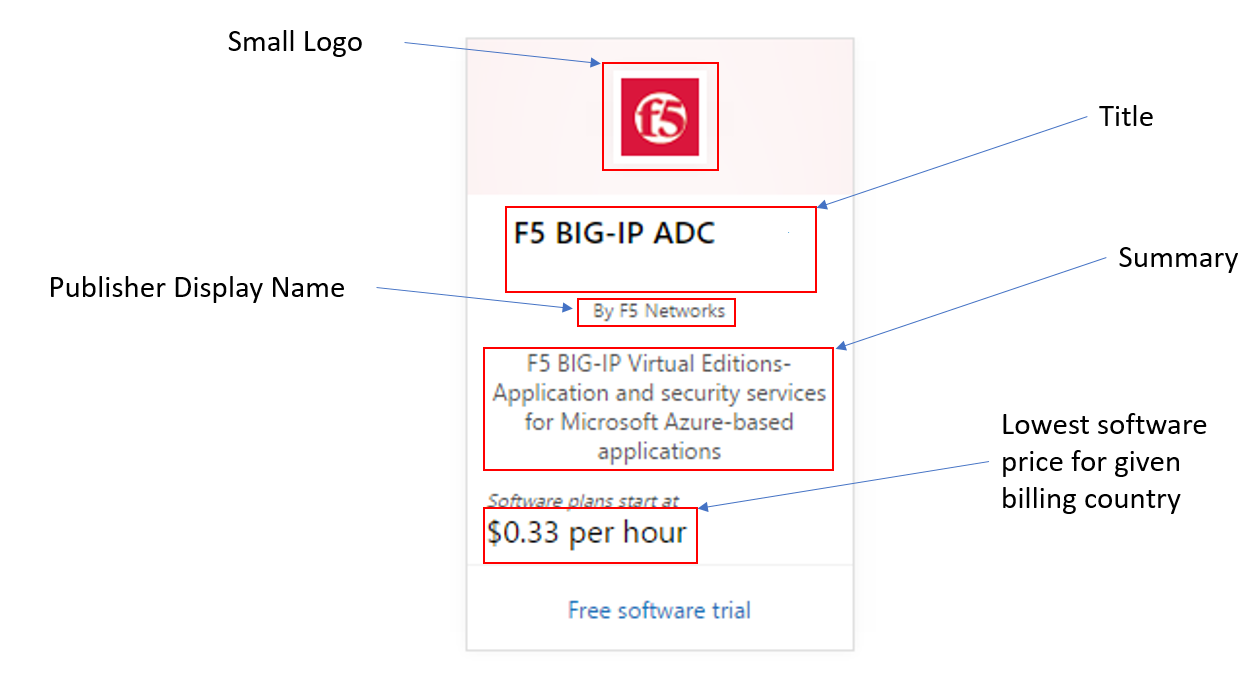 Small Logo
f5
Title
F5 BIG-IP ADC
Summary
Publisher Display Name
By F5 Networks
F5 BIG-IP Virtual Editions-
Application and security services
for Microsoft Azure-based
applications
Lowest software
price for given
billing country
Software plans start at
$0.33 per hour
Free software trial